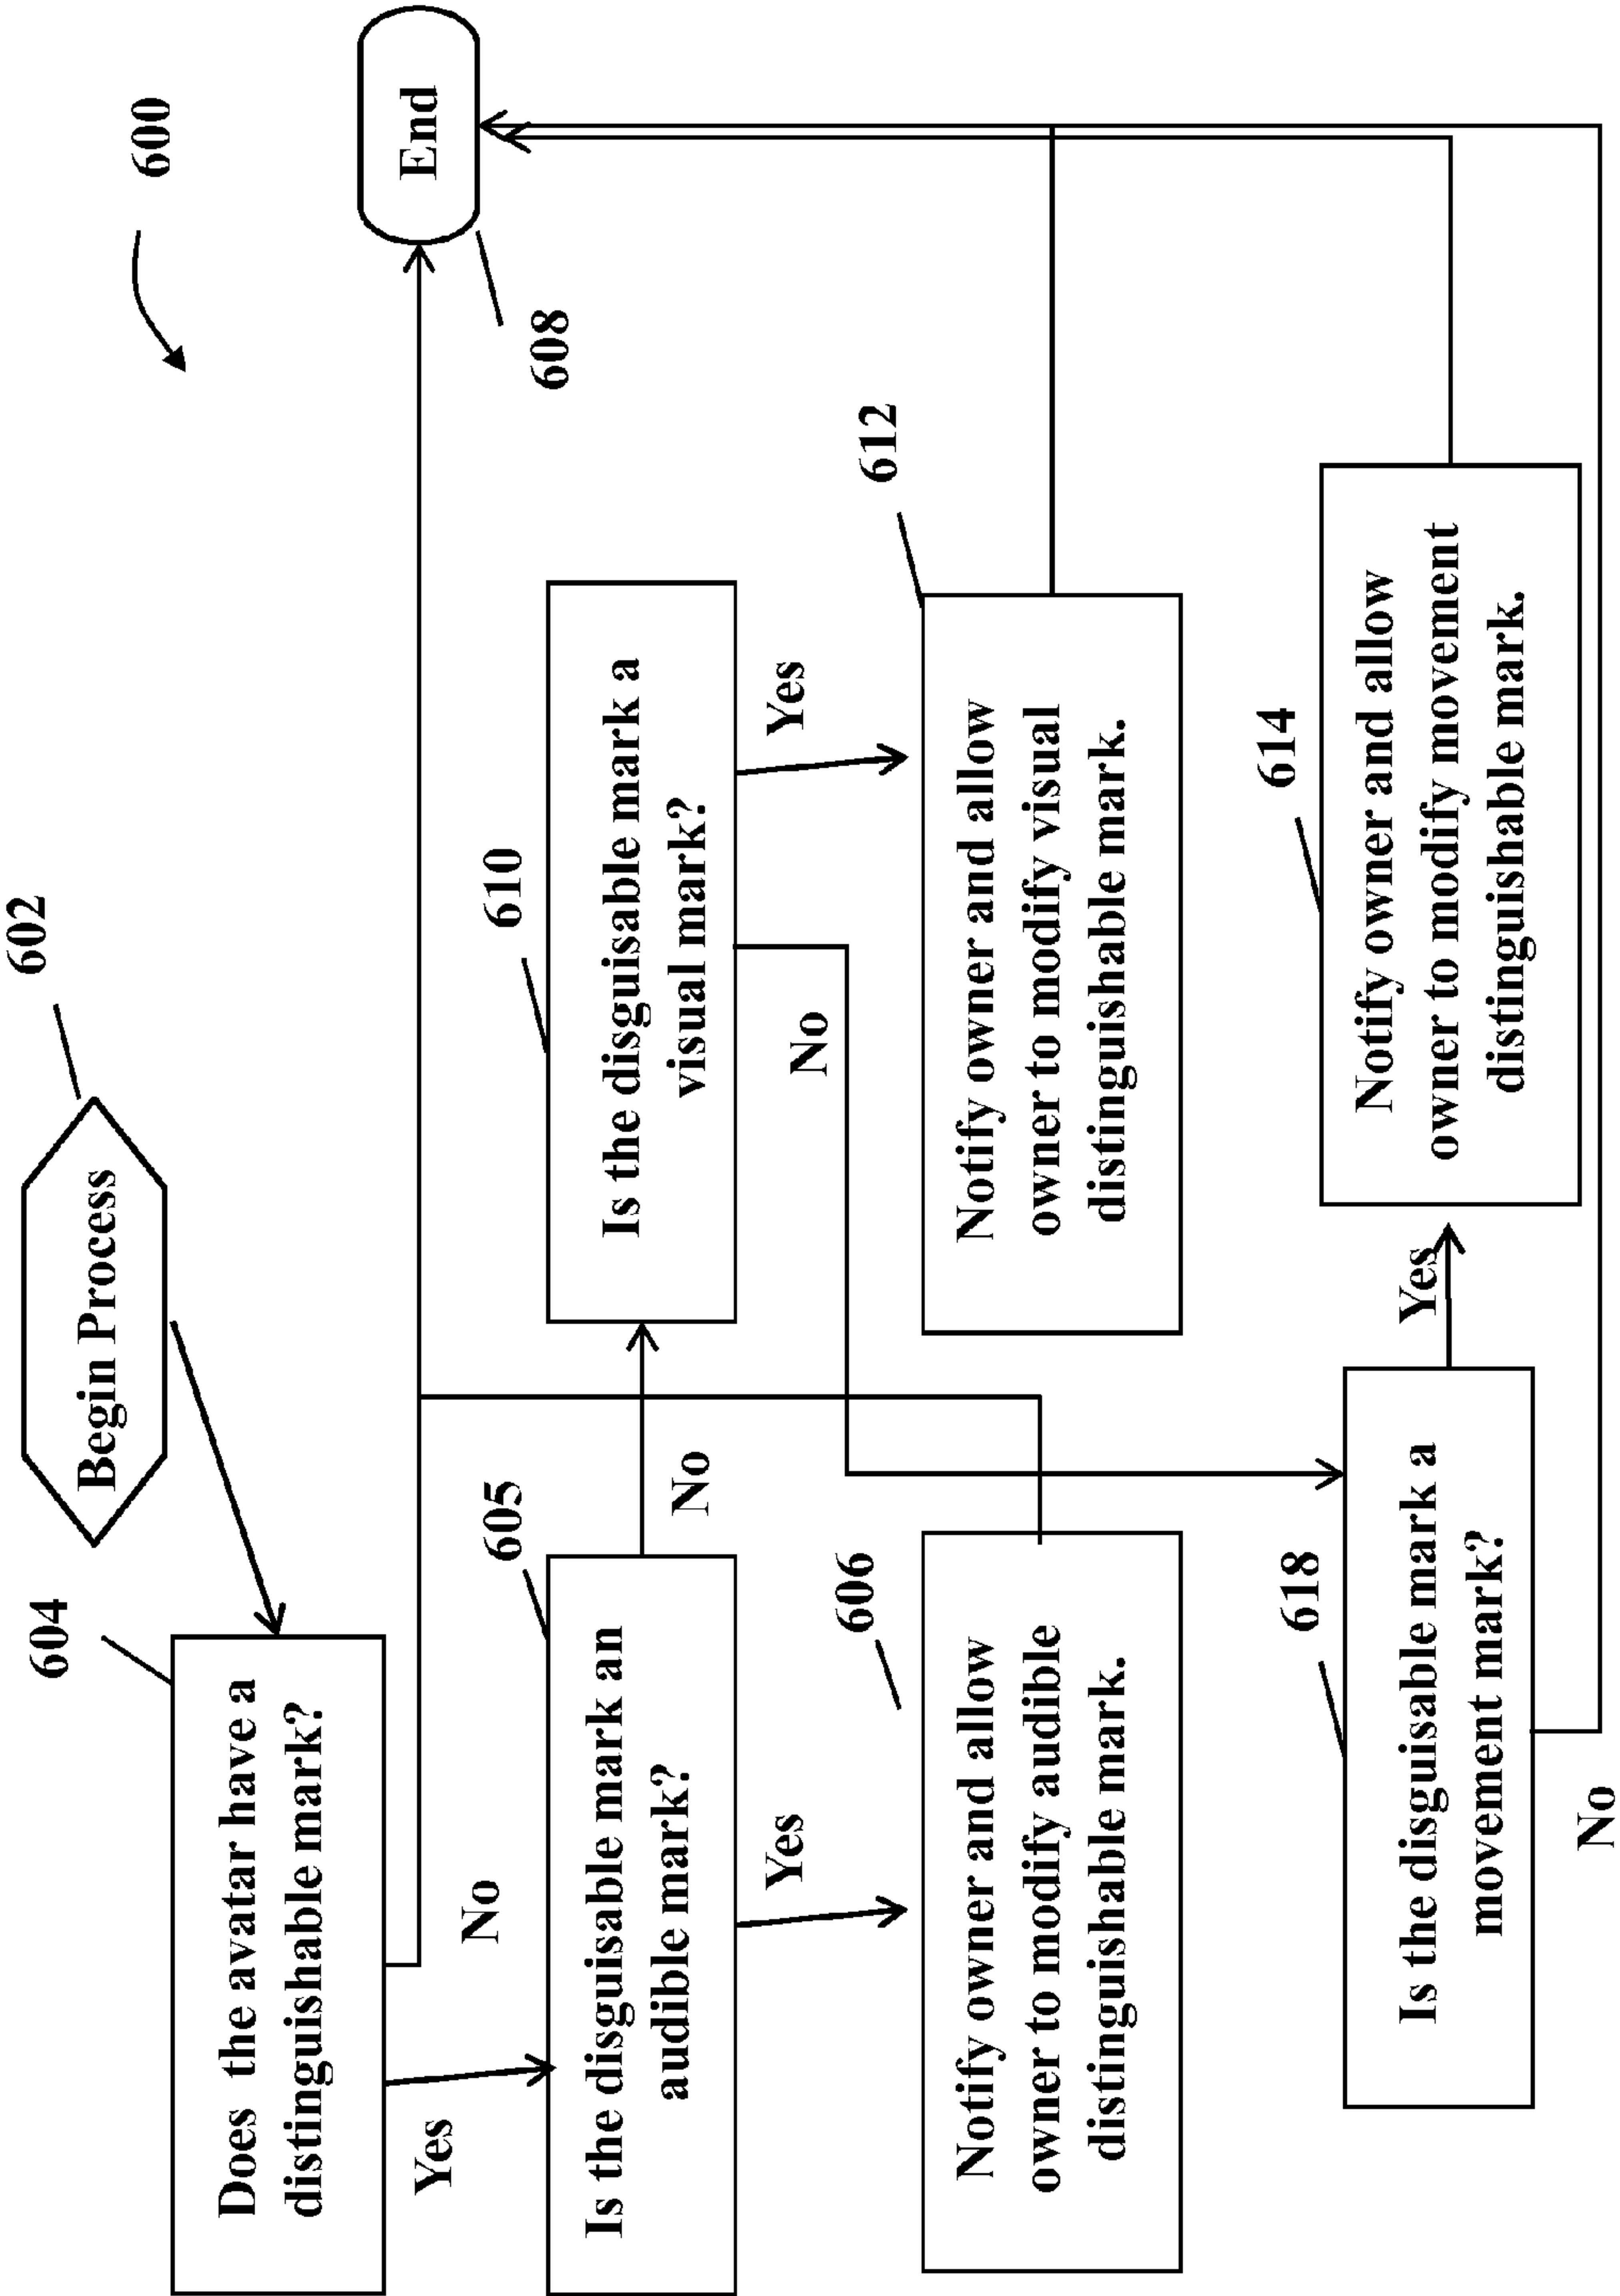 600
602
Begin Process
604
Does the avatar have a
distinguishable mark?
No
Yes
End
608
605
Is the disguisable mark an
audible mark?
No
Yes
610
Is the disguisable mark a
visual mark?
Yes
No
606
Notify owner and allow
owner to modify audible
distinguishable mark.
612
Notify owner and allow
owner to modify visual
distinguishable mark.
618
Is the disguisable mark a
movement mark?
Yes
No
614
Notify owner and allow
owner to modify movement
distinguishable mark.